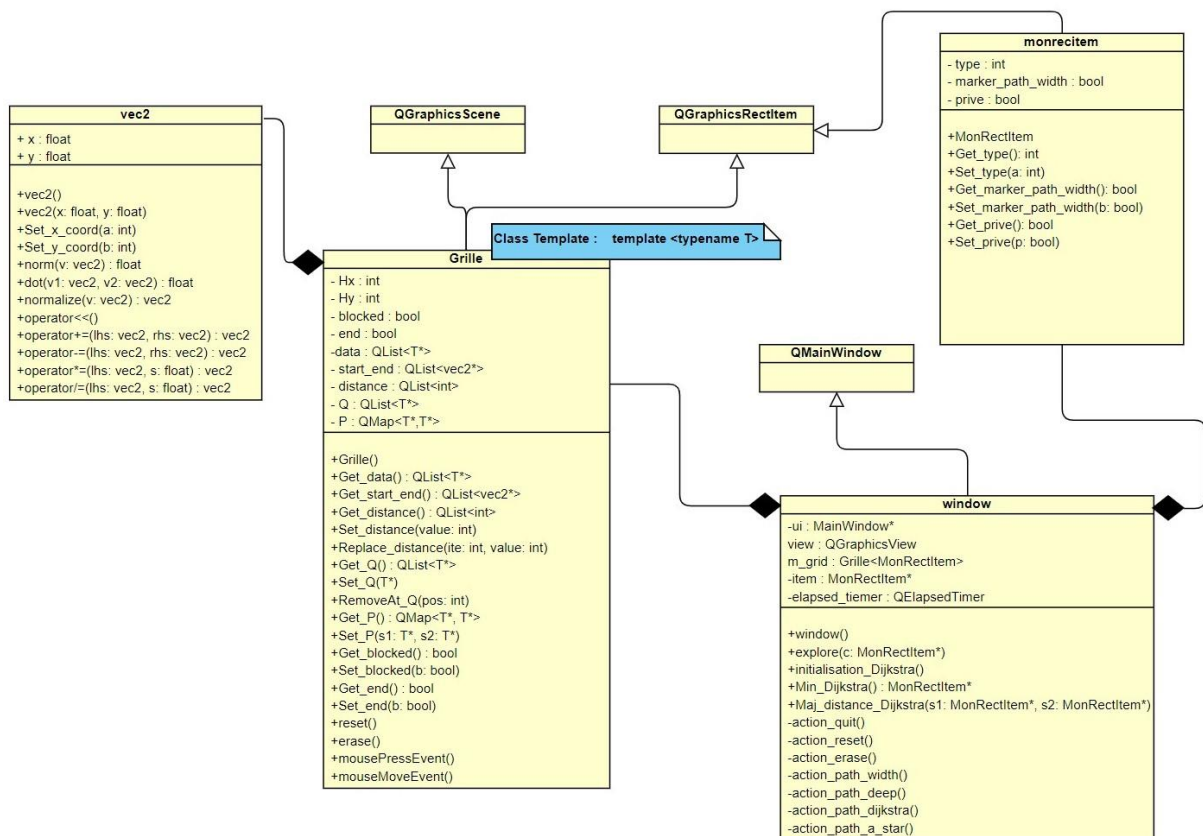 monrecitem
- type : int
- marker_path_width : bool
- prive : bool
+MonRectItem
+Get_type(): int
+Set_type(a: int)
+Get_marker_path_width(): bool
+Set_marker_path_width(b: bool)
+Get_prive(): bool
+Set_prive(p: bool)
vec2
+ x : float
+ y : float
+vec2()
+vec2(x: float, y: float)
+Set_x_coord(a: int)
+Set_y_coord(b: int)
+norm(v: vec2) : float
+dot(v1: vec2, v2: vec2) : float
+normalize(v: vec2) : vec2
+operator<<()
+operator+=(lhs: vec2, rhs: vec2) : vec2
+operator-=(lhs: vec2, rhs: vec2) : vec2
+operator*=(lhs: vec2, s: float) : vec2
+operator/=(lhs: vec2, s: float) : vec2
QGraphicsScene
QGraphicsRectItem
Class Template : template <typename T>
Grille
- Hx : int
- Hy : int
- blocked : bool
- end : bool
-data : QList<T*>
- start_end : QList<vec2*>
- distance : QList<int>
- Q : QList<T*>
- P : QMap<T*,T*>
+Grille()
+Get_data() : QList<T*>
+Get_start_end() : QList<vec2*>
+Get_distance() : QList<int>
+Set_distance(value: int)
+Replace_distance(ite: int, value: int)
+Get_Q() : QList<T*>
+Set_Q(T*)
+RemoveAt_Q(pos: int)
+Get_P() : QMap<T*, T*>
+Set_P(s1: T*, s2: T*)
+Get_blocked() : bool
+Set_blocked(b: bool)
+Get_end() : bool
+Set_end(b: bool)
+reset()
+erase()
+mousePressEvent()
+mouseMoveEvent()
QMainWindow
window
-ui : MainWindow*
view : QGraphicsView
m_grid : Grille<MonRectItem>
-item : MonRectItem*
-elapsed_tiemer : QElapsedTimer
+window()
+explore(c: MonRectItem*)
+initialisation_Dijkstra()
+Min_Dijkstra() : MonRectItem*
+Maj_distance_Dijkstra(s1: MonRectItem*, s2: MonRectItem*)
-action_quit()
-action_reset()
-action_erase()
-action_path_width()
-action_path_deep()
-action_path_dijkstra()
-action_path_a_star()